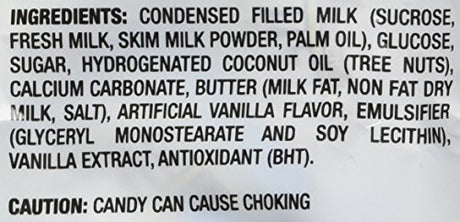 INGREDIENTS: CONDENSED FILLED MILK (SUCROSE,
FRESH MILK, SKIM MILK POWDER, PALM OIL), GLUCOSE,
SUGAR, HYDROGENATED COCONUT OIL (TREE NUTS),
CALCIUM CARBONATE, BUTTER (MILK FAT, NON FAT DRY
MILK, SALT), ARTIFICIAL VANILLA FLAVOR, EMULSIFIER
(GLYCERYL MONOSTEARATE AND SOY LECITHIN),
VANILLA EXTRACT, ANTIOXIDANT (BHT).
CAUTION: CANDY CAN CAUSE CHOKING